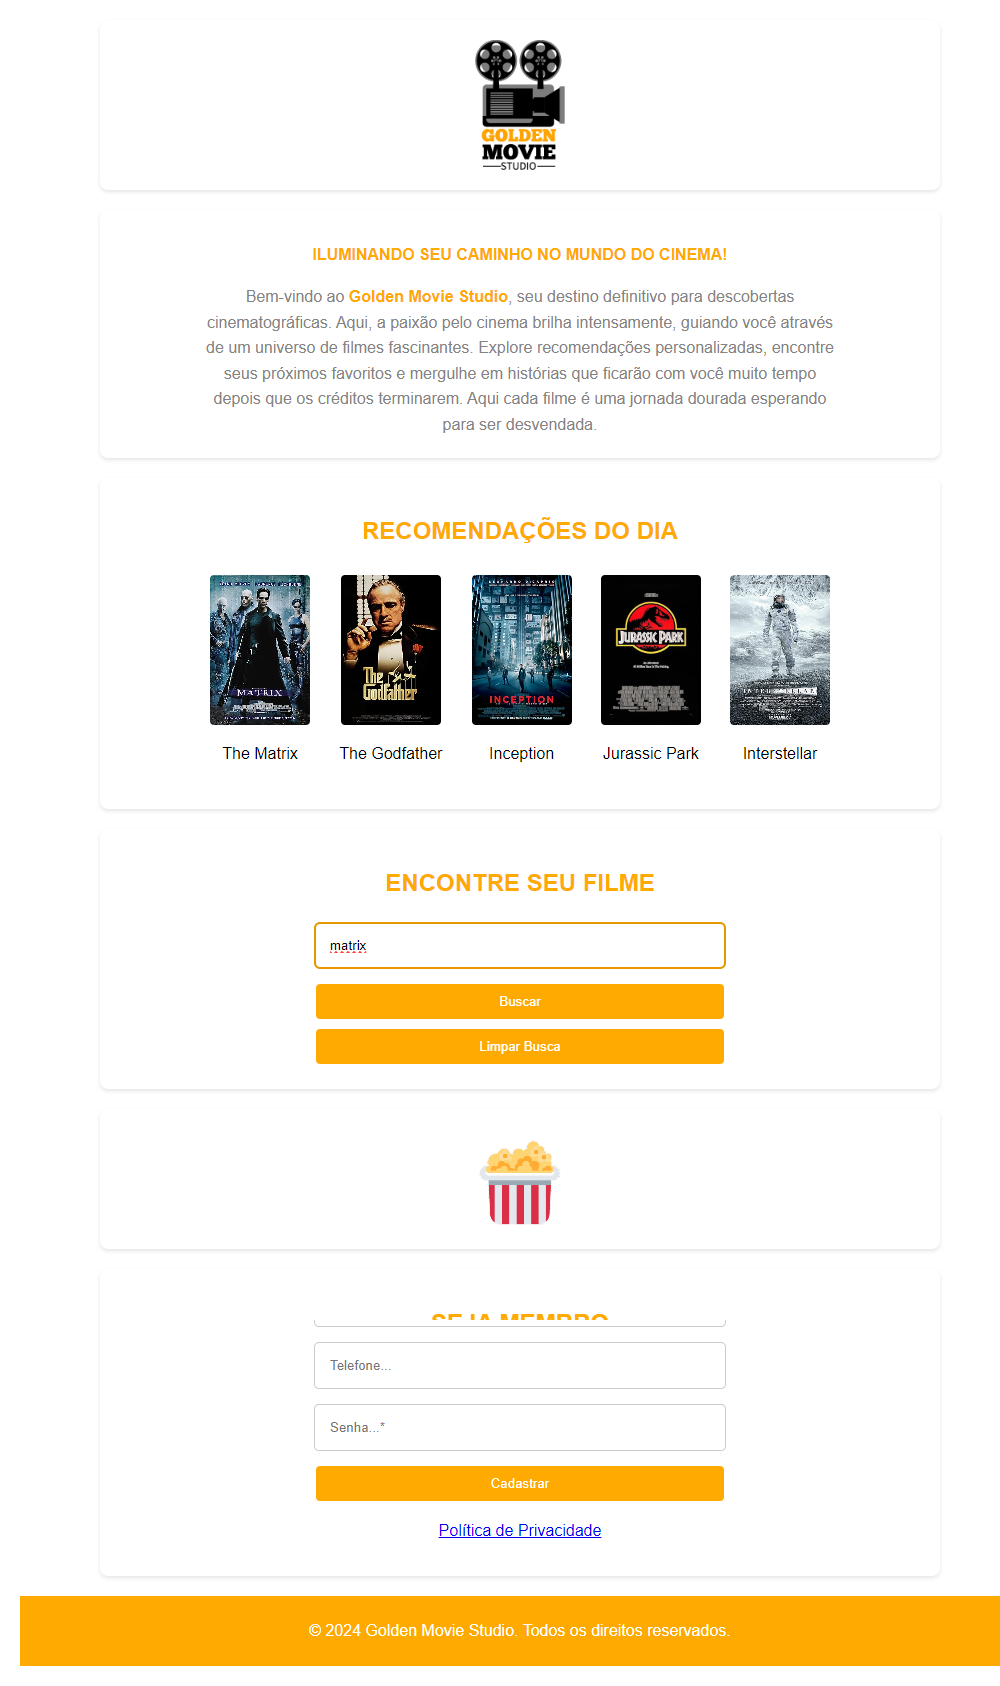 GOLDEN
MOVIE
STUDIO
ILUMINANDO SEU CAMINHO NO MUNDO DO CINEMA!
Bem-vindo ao Golden Movie Studio, seu destino definitivo para descobertas
cinematográficas. Aqui, a paixão pelo cinema brilha intensamente, guiando você através
de um universo de filmes fascinantes. Explore recomendações personalizadas, encontre
seus próximos favoritos e mergulhe em histórias que ficarão com você muito tempo
depois que os créditos terminarem. Aqui cada filme é uma jornada dourada esperando
para ser desvendada.
RECOMENDAÇÕES DO DIA
MATRIX
The
Godfather
INCEPTION
JURASSIC PARK
INTERSTELLAR
The Matrix
The Godfather
Inception
Jurassic Park
Interstellar
ENCONTRE SEU FILME
matrix
Buscar
Limpar Busca
SEJA MEMBRO
Telefone...
Senha...*
Cadastrar
Política de Privacidade
© 2024 Golden Movie Studio. Todos os direitos reservados.